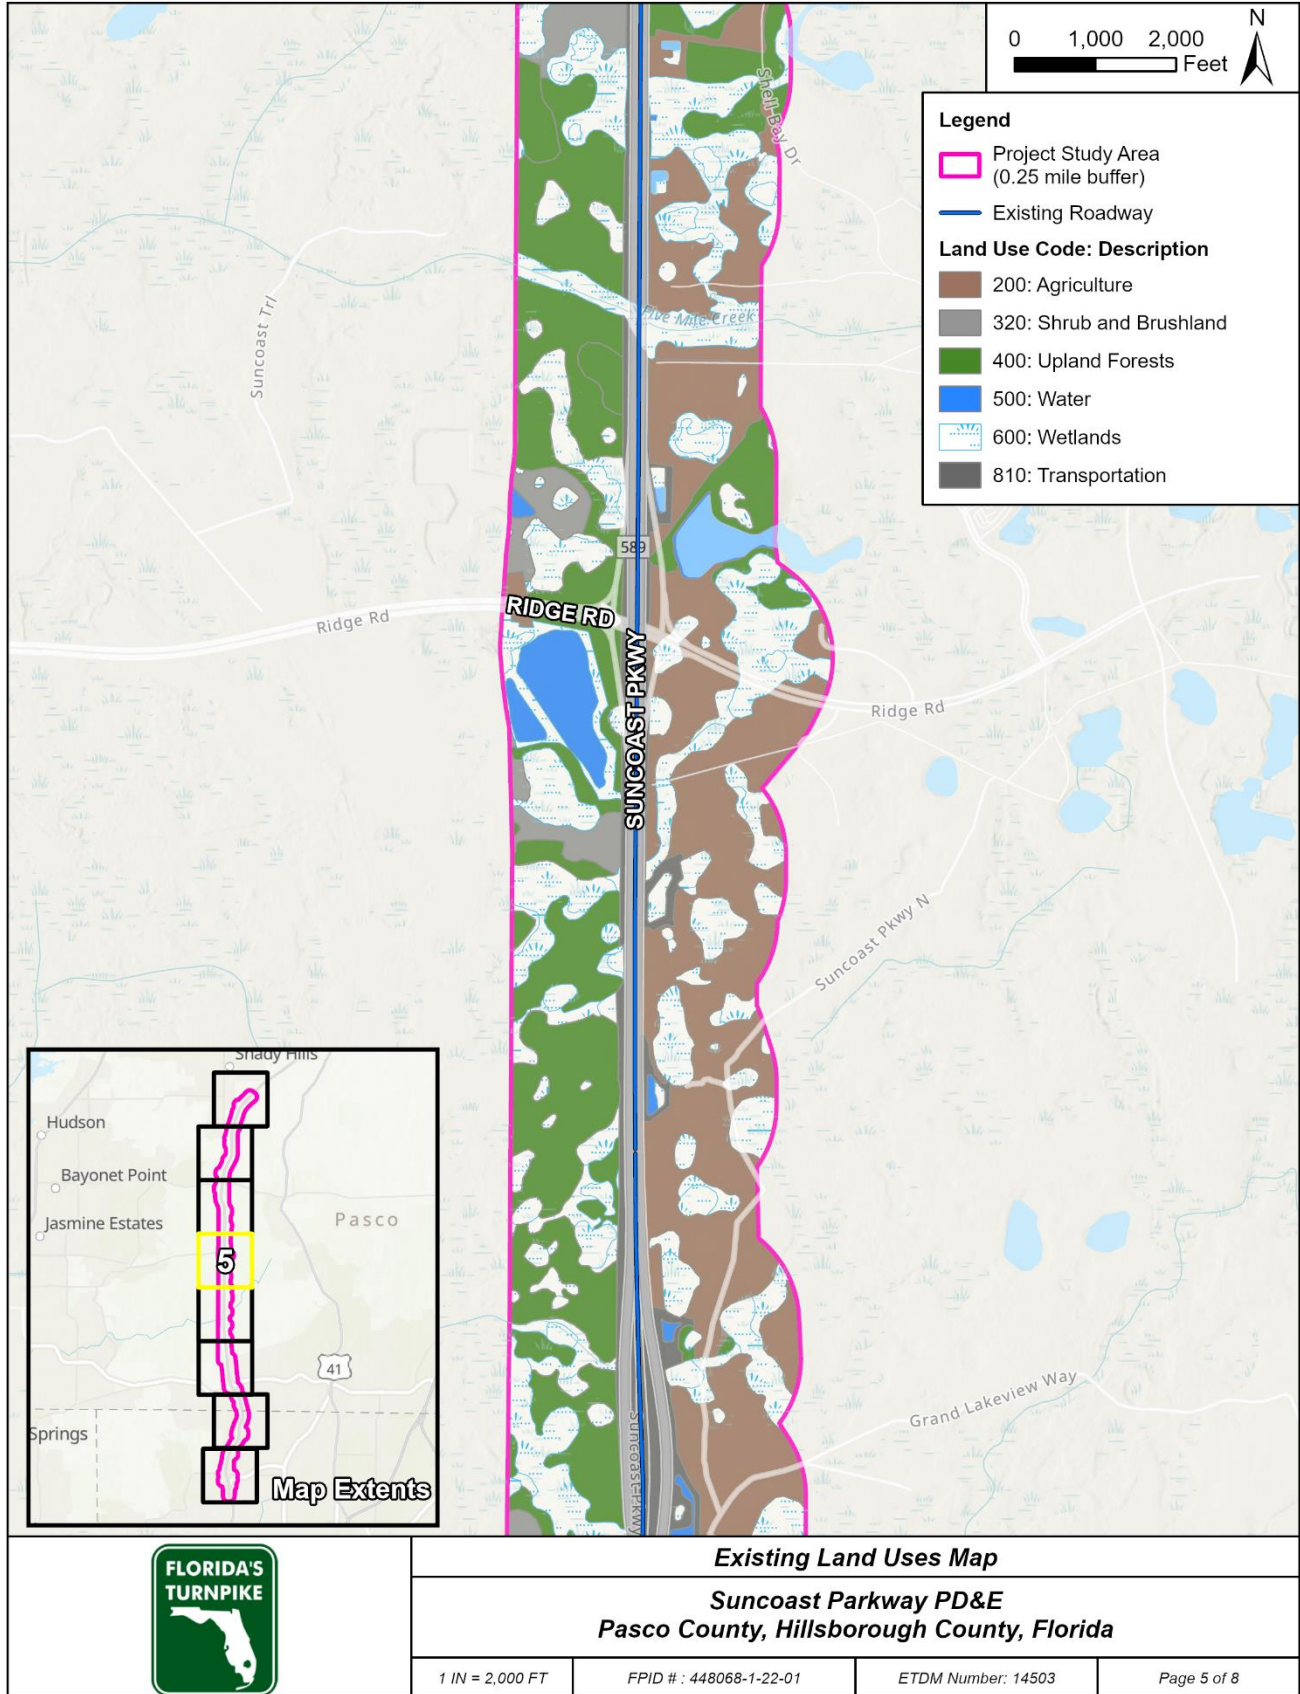 N
0 1,000 2,000
Feet
Legend
Project Study Area
(0.25 mile buffer)
Existing Roadway
Land Use Code: Description
200: Agriculture
320: Shrub and Brushland
400: Upland Forests
500: Water
600: Wetlands
810: Transportation
Shell Bay Dr
Suncoast Trl
Five Mile Creek
589
RIDGE RD
Ridge Rd
SUNCOAST PKWY
Ridge Rd
Suncoast Pkwy N
Grand Lakeview Way
Suncoast Pkwy
Shady Hills
Hudson
Bayonet Point
Jasmine Estates
Pasco
5
41
Springs
Map Extents
FLORIDA'S
TURNPIKE
Existing Land Uses Map
Suncoast Parkway PD&E
Pasco County, Hillsborough County, Florida
1 IN = 2,000 FT
FPID # : 448068-1-22-01
ETDM Number: 14503
Page 5 of 8